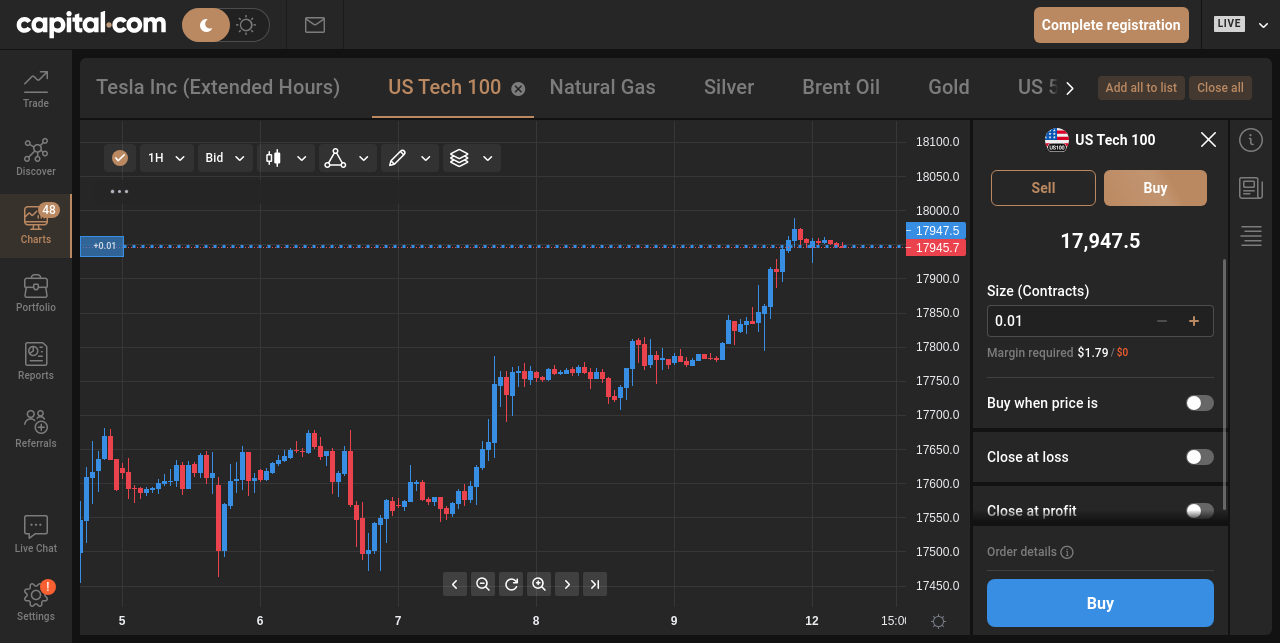 capital.com
Complete registration
LIVE
Trade
Discover
48
Charts
Portfolio
Reports
Referrals
Live Chat
!
Settings
Tesla Inc (Extended Hours)
US Tech 100
Natural Gas
Silver
Brent Oil
Gold
US 5
Add all to list
Close all
1H
Bid
+0.01
18100.0
18050.0
18000.0
17947.5
17945.7
17900.0
17850.0
17800.0
17750.0
17700.0
17650.0
17600.0
17550.0
17500.0
17450.0
5
6
7
8
9
12
15:00
US100
US Tech 100
Sell
Buy
17,947.5
Size (Contracts)
0.01
Margin required $1.79 / $0
Buy when price is
Close at loss
Close at profit
Order details
Buy